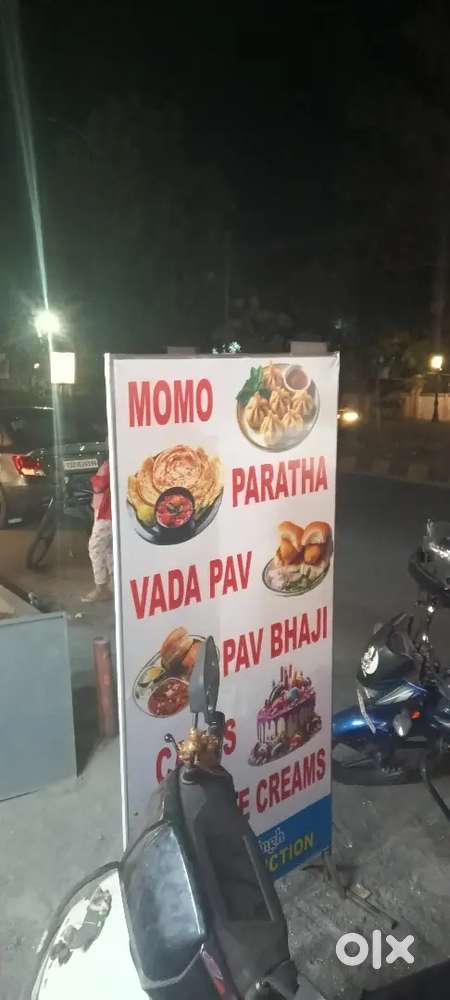 MOMO
PARATHA
VADA PAV
PAV BHAJI
CREAMS
olx